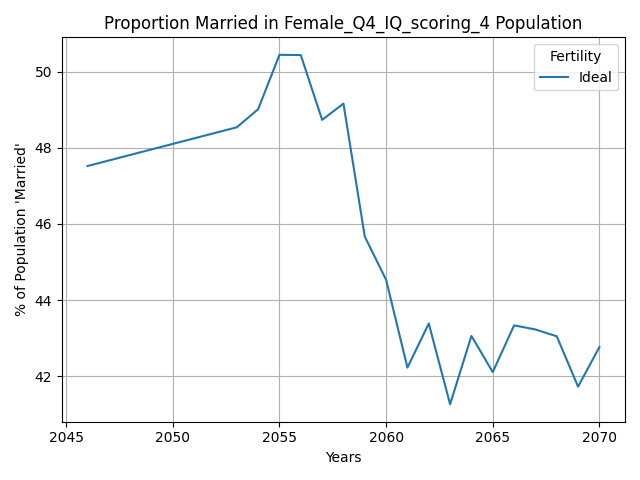 Proportion Married in Female_Q4_IQ_scoring_4 Population
Fertility
Ideal
% of Population 'Married'
50
48
46
44
42
2045
2050
2055
2060
2065
2070
Years